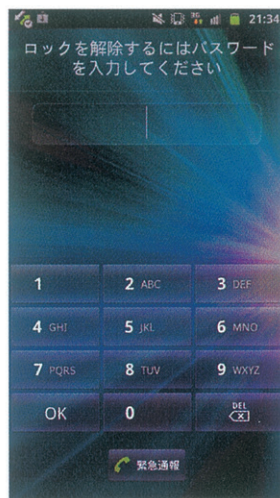 3G 21:34
ロックを解除するにはパスワード
を入力してください
1 2 ABC 3 DEF
4 GHI 5 JKL 6 MNO
7 PQRS 8 TUV 9 WXYZ
OK 0 DEL
緊急通報